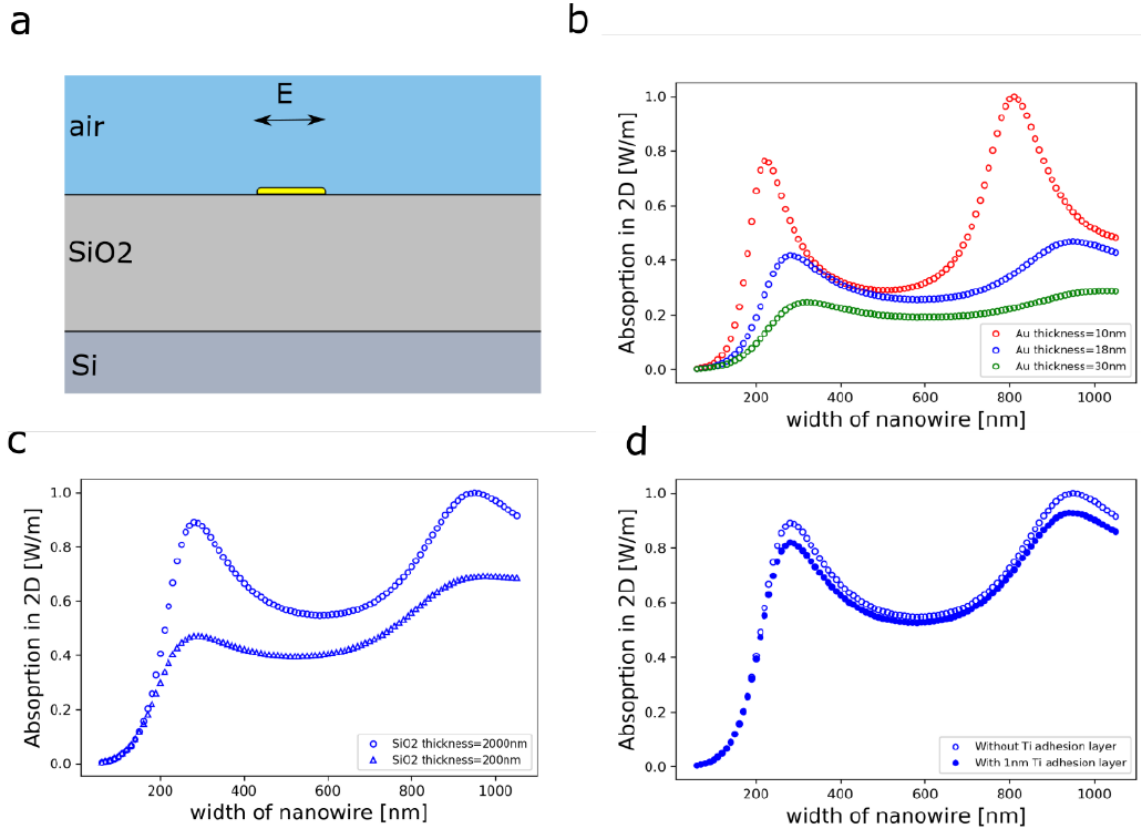 a
E
air
SiO2
Si
b
Absoprtion in 2D [W/m]
1.0
0.8
0.6
0.4
0.2
0.0
Au thickness=10nm
Au thickness=18nm
Au thickness=30nm
200
400
600
800
1000
width of nanowire [nm]
c
Absoprtion in 2D [W/m]
1.0
0.8
0.6
0.4
0.2
0.0
SiO2 thickness=2000nm
SiO2 thickness=200nm
200
400
600
800
1000
width of nanowire [nm]
d
Absoprtion in 2D [W/m]
1.0
0.8
0.6
0.4
0.2
0.0
Without Ti adhesion layer
With 1nm Ti adhesion layer
200
400
600
800
1000
width of nanowire [nm]